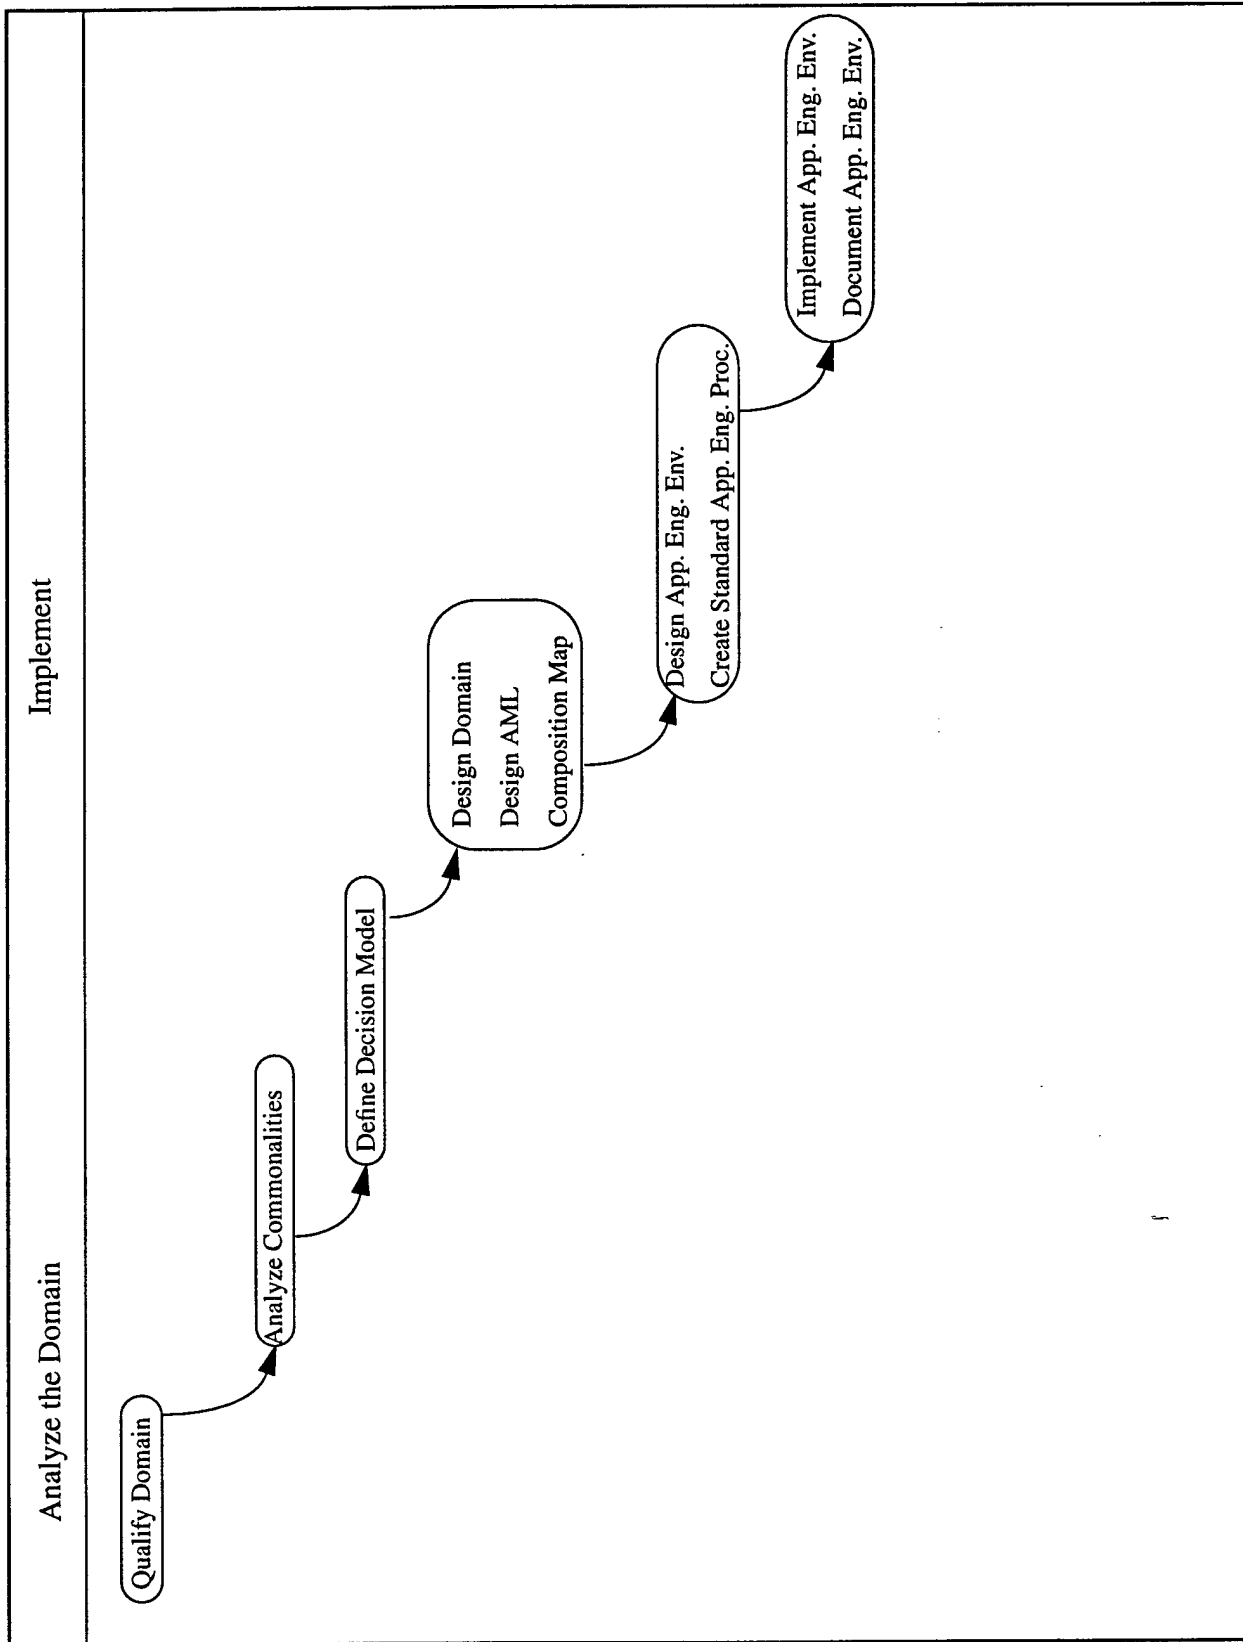 Analyze the Domain
Implement
Qualify Domain
Analyze Commonalities
Define Decision Model
Design Domain
Design AML
Composition Map
Design App. Eng. Env.
Create Standard App. Eng. Proc.
Implement App. Eng. Env.
Document App. Eng. Env.